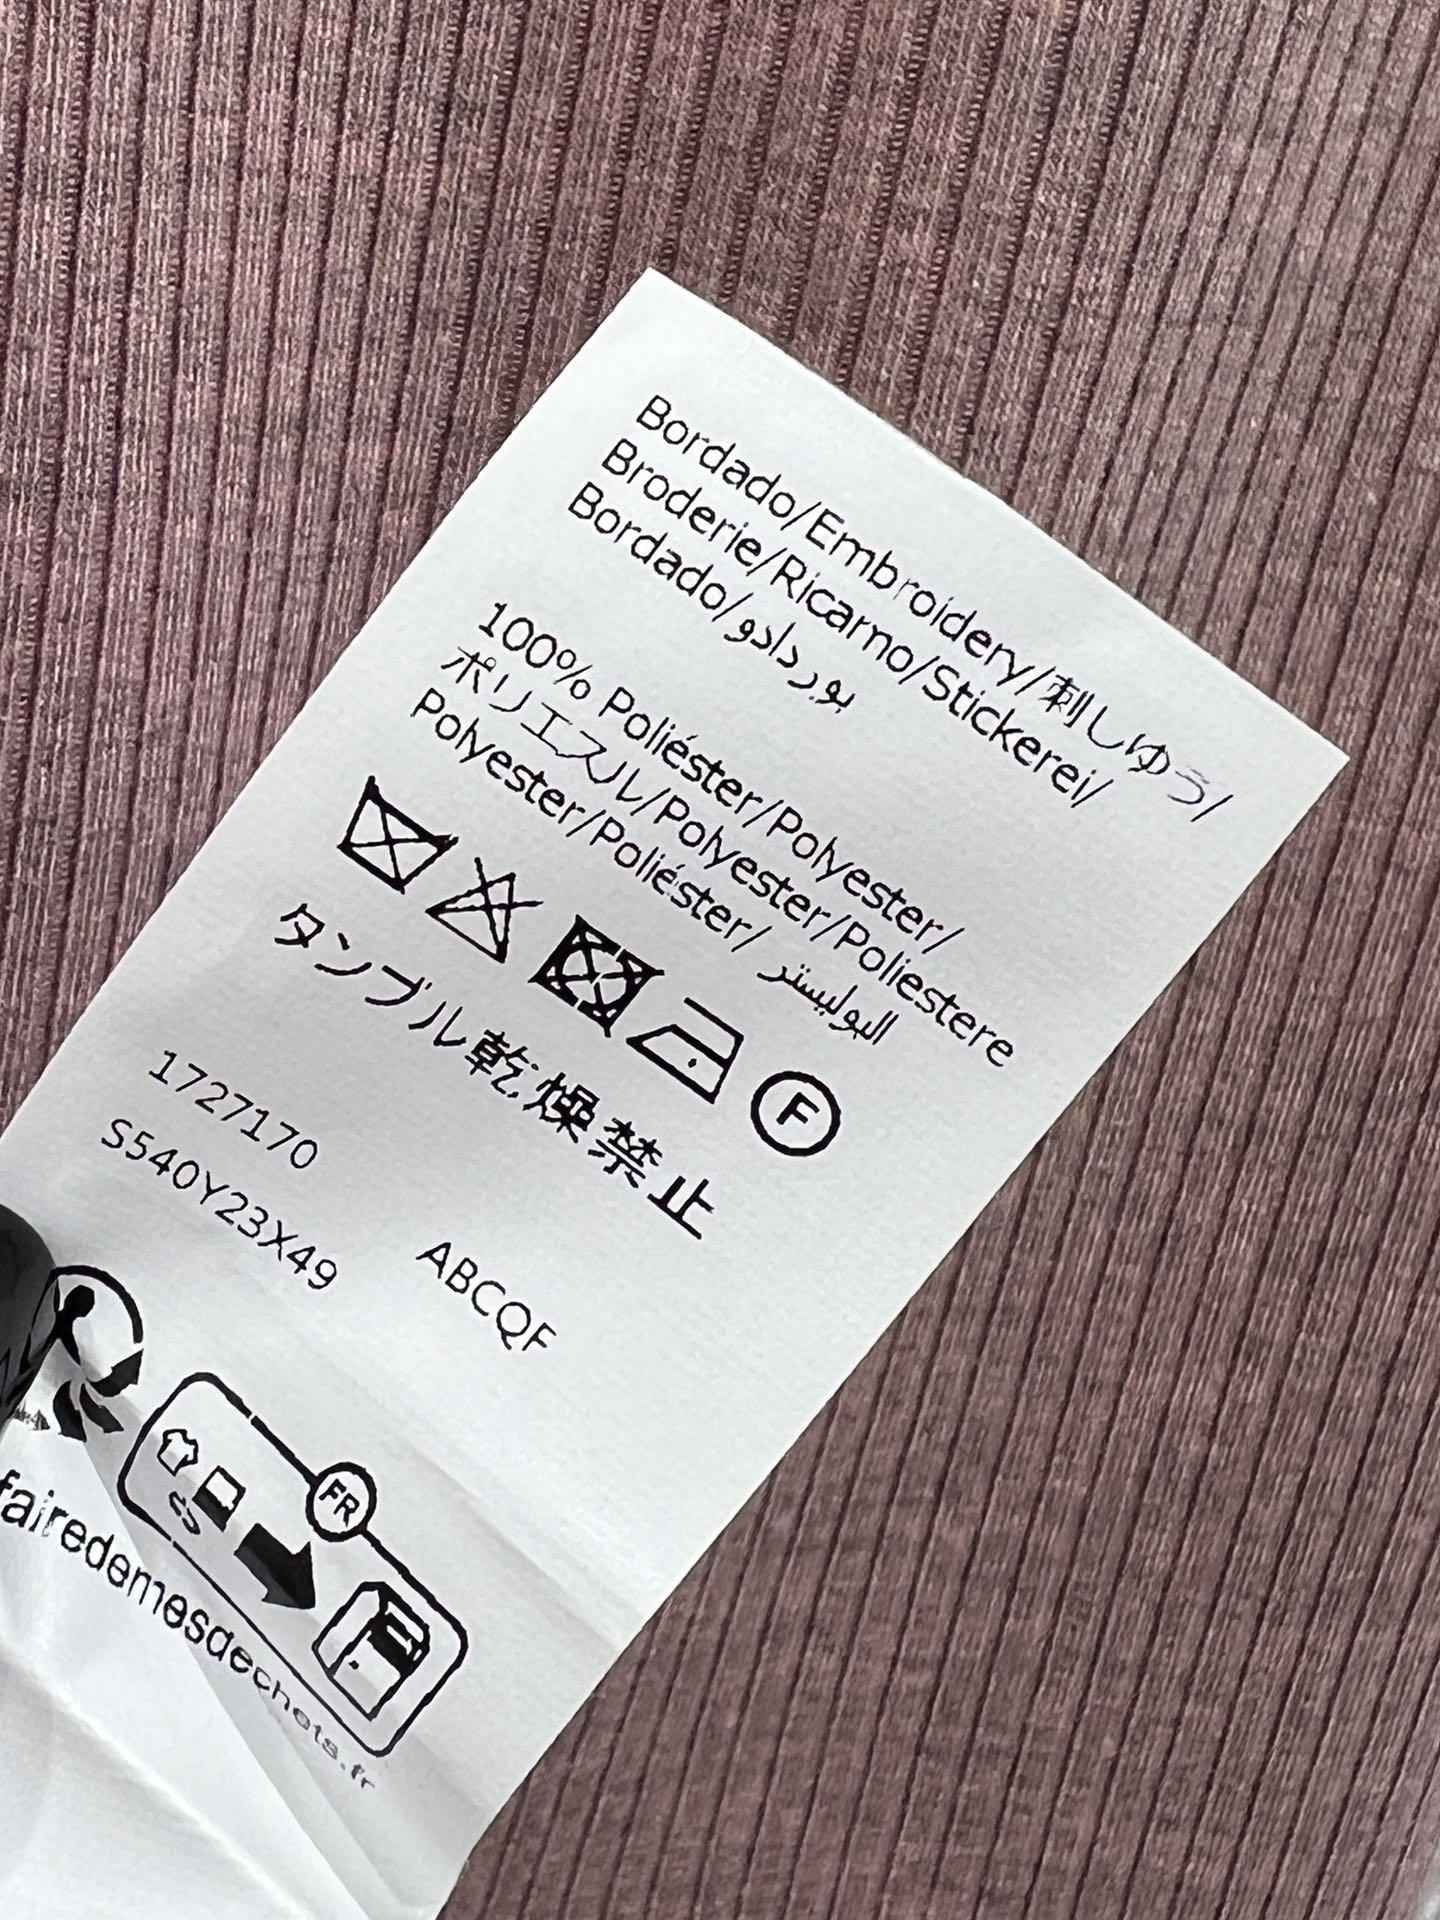 Bordado/Embroidery/刺しゅう/
Broderie/Ricarno/Stickerei/
Bordado/بوردادو
100% Poliéster/Polyester/
ポリエスル/Polyester/Poliestere
Polyester/Poliéster/ البوليستر
F
タンブル乾燥禁止
1727170
S540Y23X49 ABCQF
FR
fairedemesdechets.fr